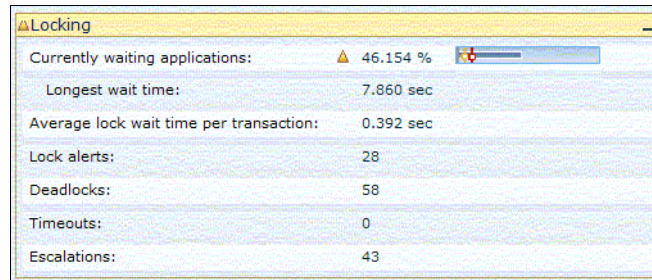 Locking
Currently waiting applications: 46.154 %
Longest wait time: 7.860 sec
Average lock wait time per transaction: 0.392 sec
Lock alerts: 28
Deadlocks: 58
Timeouts: 0
Escalations: 43